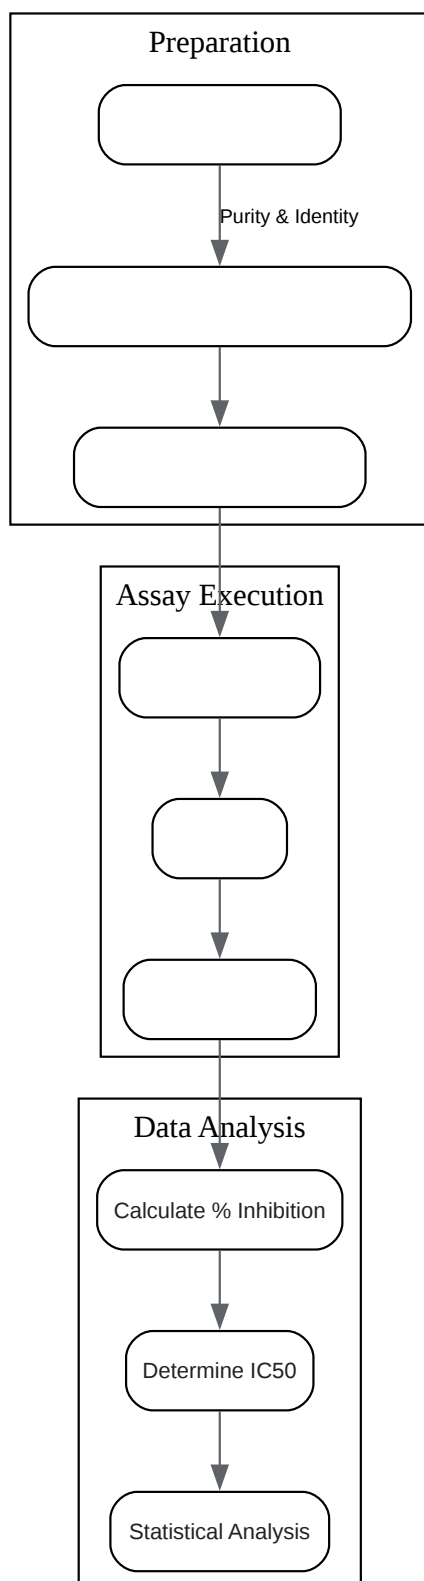 Preparation
Purity & Identity
Assay Execution
Data Analysis
Calculate % Inhibition
Determine IC50
Statistical Analysis